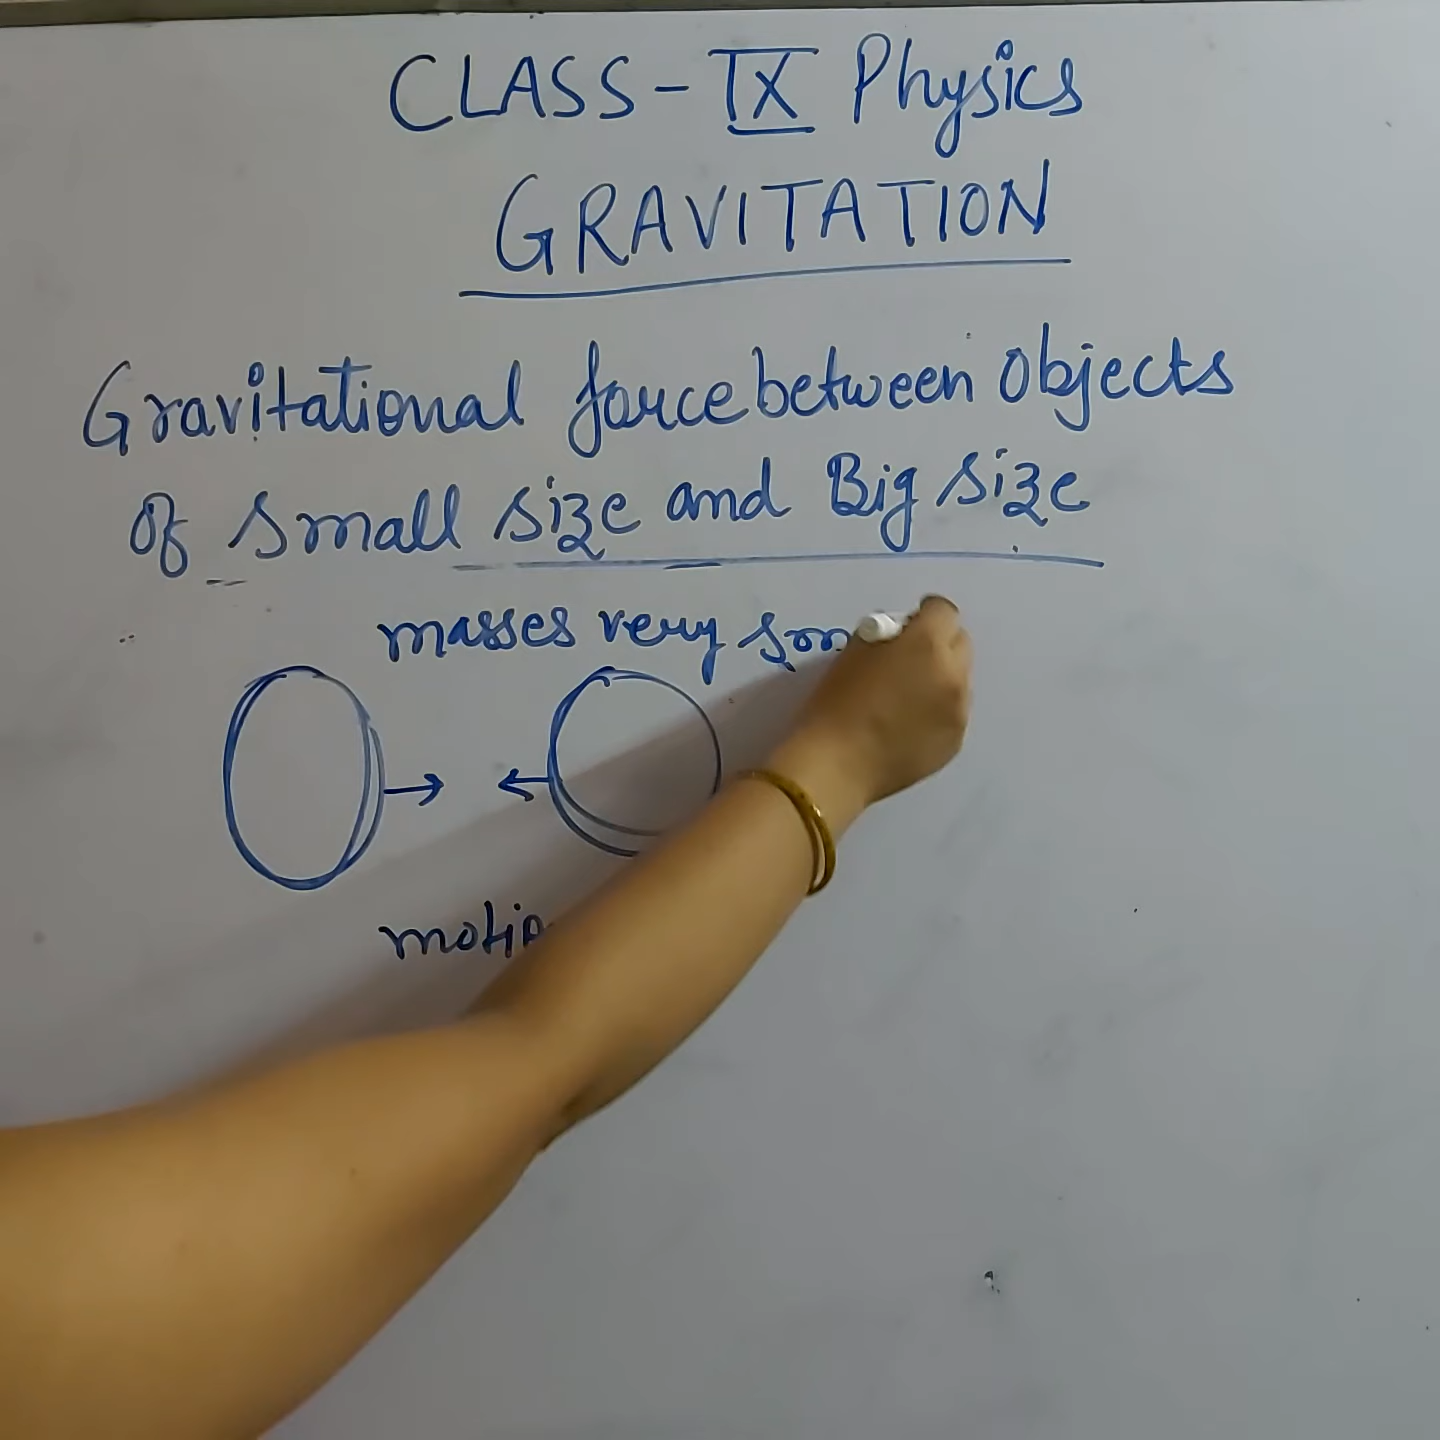 CLASS-IX Physics
GRAVITATION
Gravitational force between Objects
Of Small size and Big size
masses very